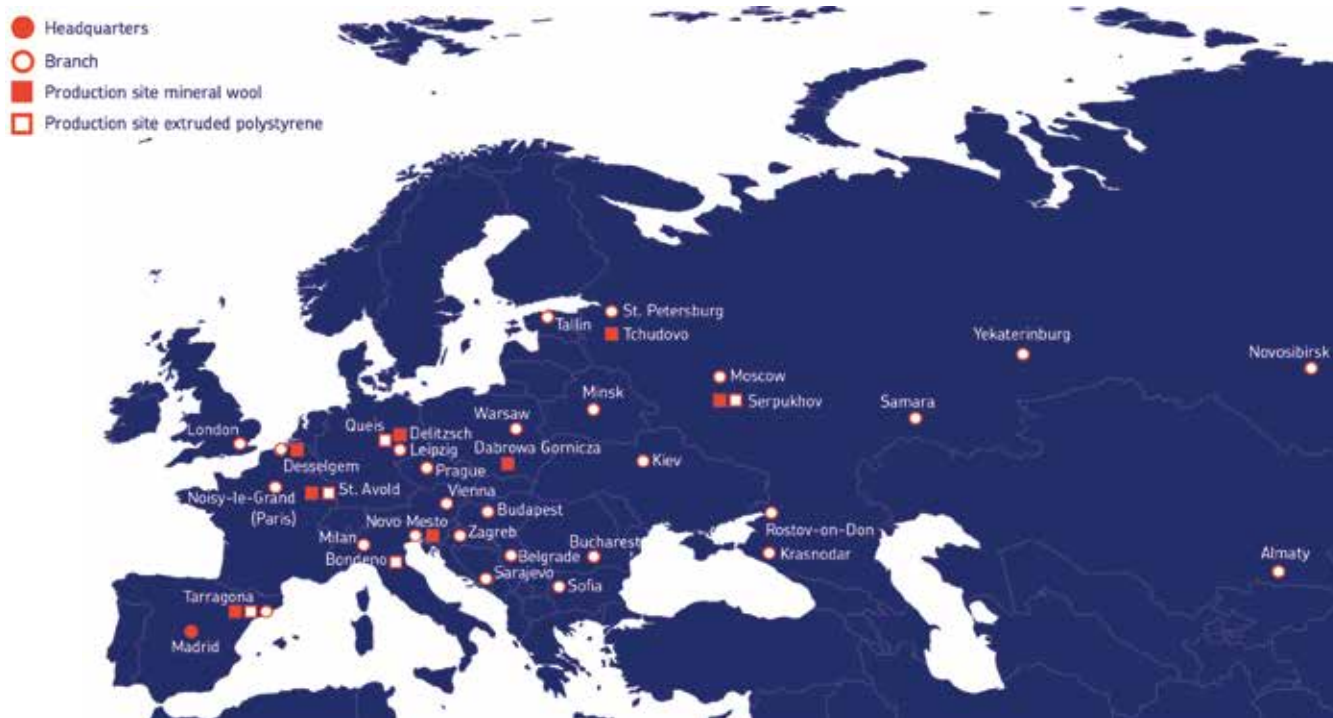 Headquarters
Branch
Production site mineral wool
Production site extruded polystyrene
St. Petersburg
Tallin
Tchudovo
Yekaterinburg
Novosibirsk
Moscow
Minsk
Serpukhov
Samara
Warsaw
Queis
London
Delitzsch
Leipzig
Dabrowa Gornicza
Desselgem
Prague
Kiev
Noisy-le-Grand
(Paris)
St. Avold
Vienna
Budapest
Novo Mesto
Rostov-on-Don
Milan
Zagreb
Bucharest
Krasnodar
Almaty
Bondeno
Belgrade
Sarajevo
Sofia
Tarragona
Madrid